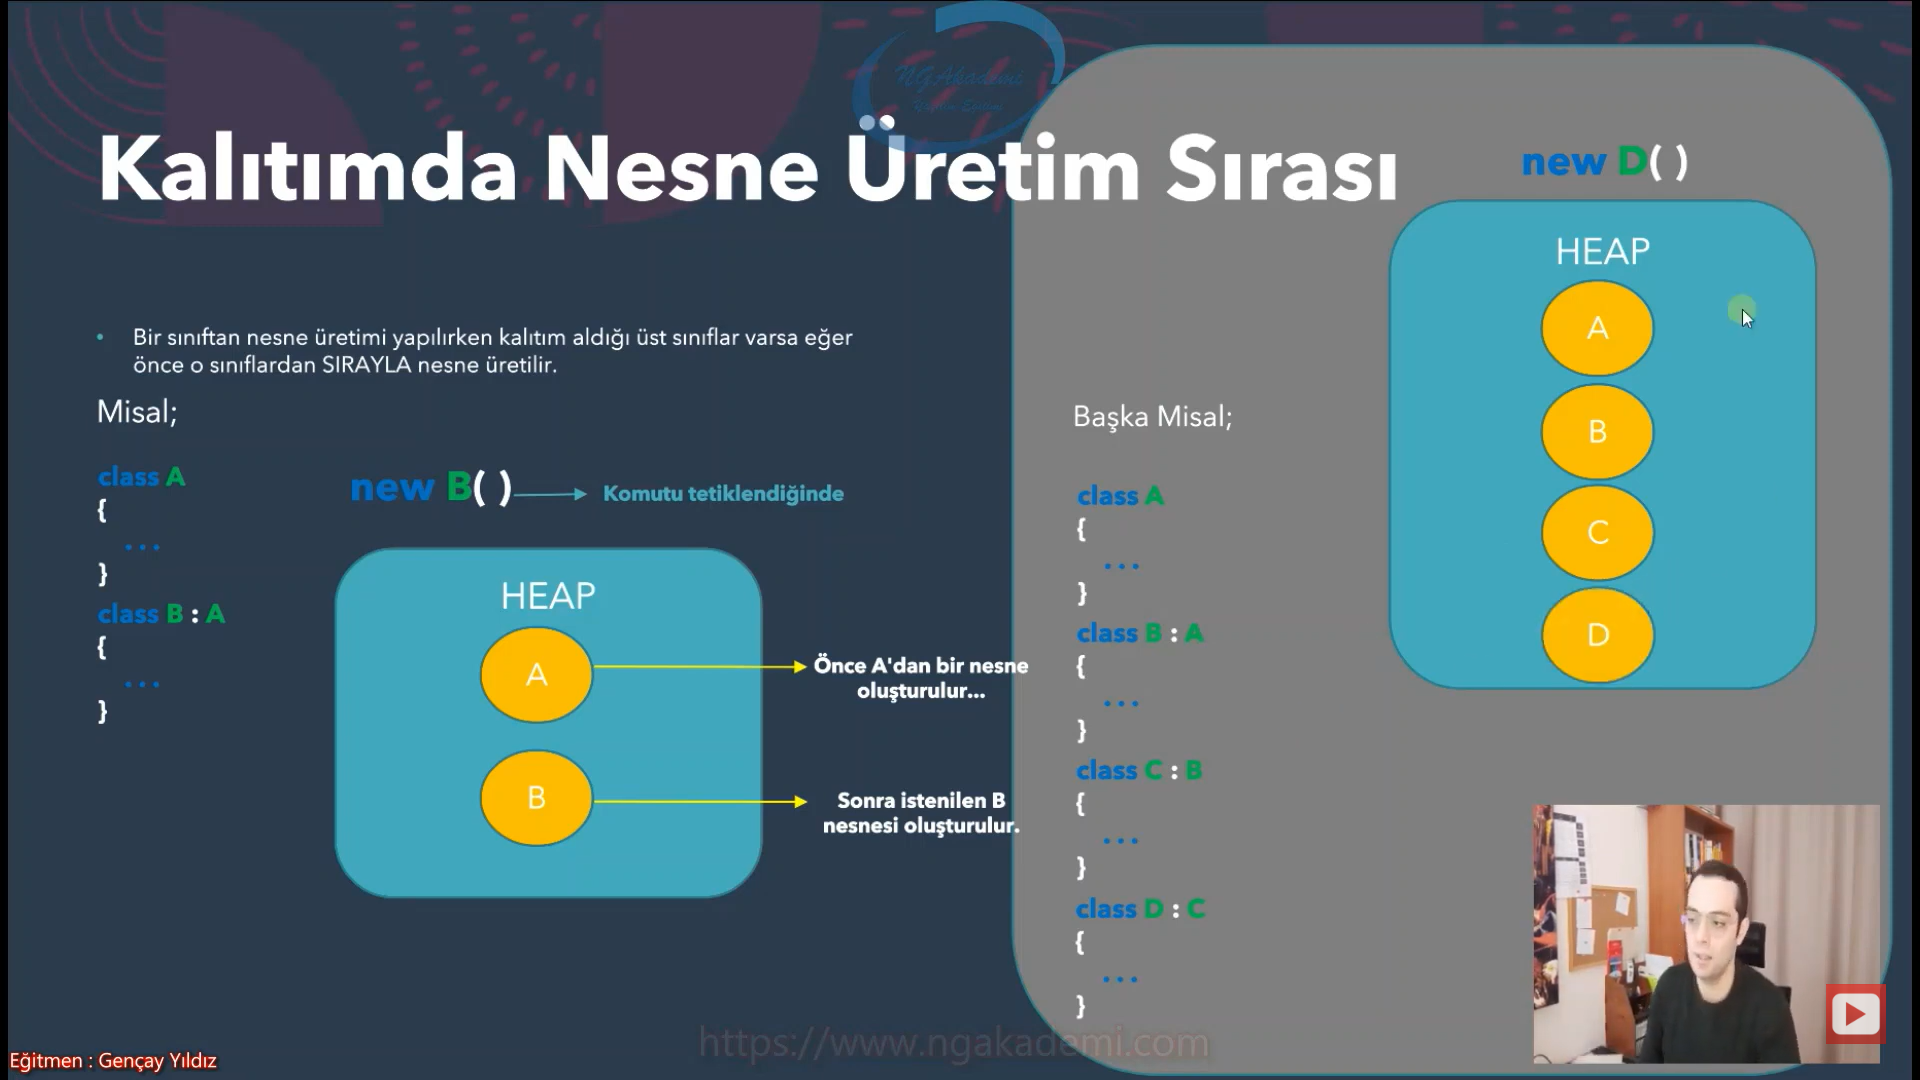 NGAkademi
Kalıtımda Nesne Üretim Sırası
• Bir sınıftan nesne üretimi yapılırken kalıtım aldığı üst sınıflar varsa eğer
önce o sınıflardan SIRAYLA nesne üretilir.
Misal;
class A
{
...
}
class B : A
{
...
}
new B( )
Komutu tetiklendiğinde
HEAP
A
Önce A'dan bir nesne
oluşturulur...
B
Sonra istenilen B
nesnesi oluşturulur.
Başka Misal;
class A
{
...
}
class B : A
{
...
}
class C : B
{
...
}
class D : C
{
...
}
new D( )
HEAP
A
B
C
D
https://www.ngakademi.com
Eğitmen : Gençay Yıldız